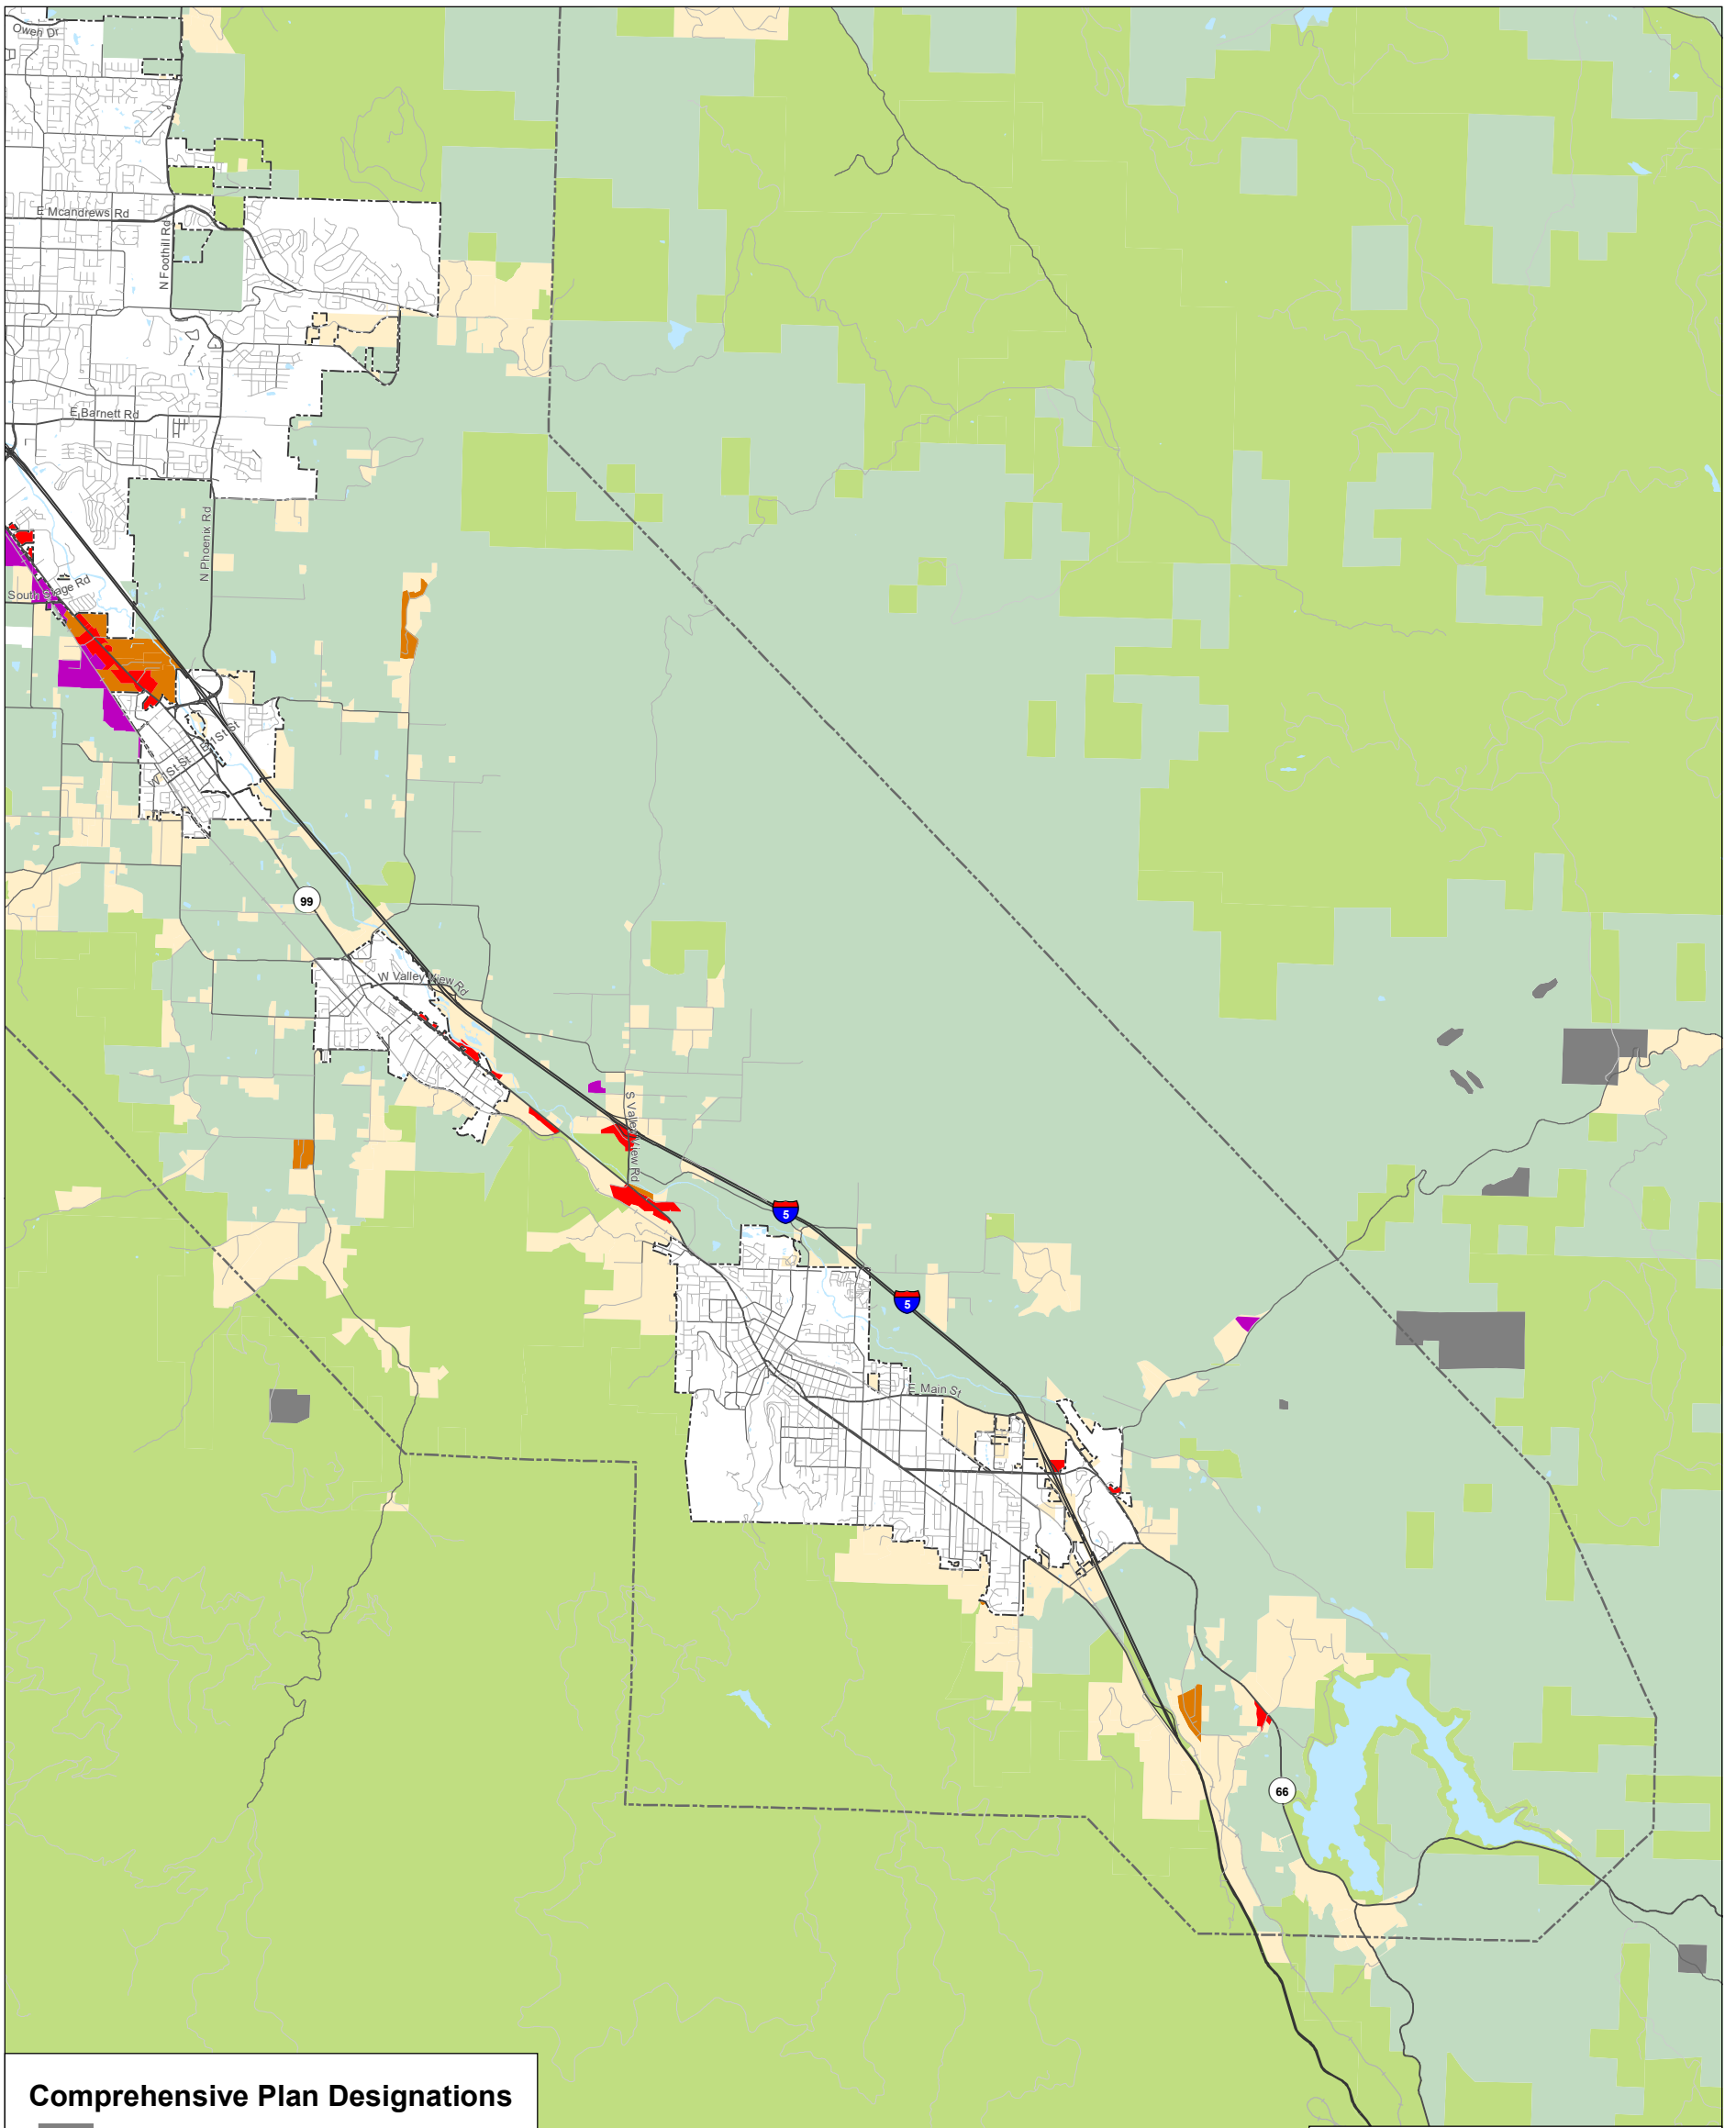 Owen Dr
E Mcandrews Rd
N Foothill Rd
E Barnett Rd
N Phoenix Rd
South Stage Rd
E 1St St
W 1St St
99
W Valley View Rd
S Valley View Rd
5
5
E Main St
66
Comprehensive Plan Designations